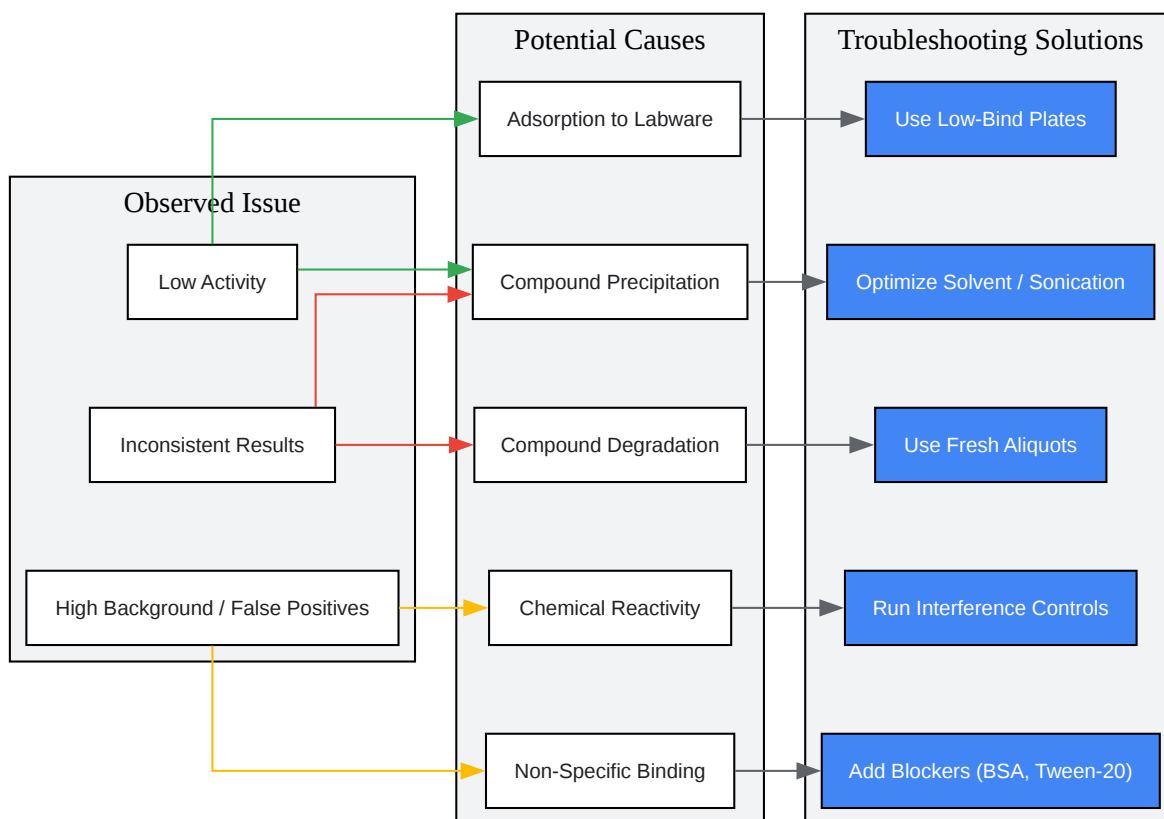 Potential Causes
Troubleshooting Solutions
Adsorption to Labware
Use Low-Bind Plates
Observed Issue
Low Activity
Compound Precipitation
Optimize Solvent / Sonication
Inconsistent Results
Compound Degradation
Use Fresh Aliquots
High Background / False Positives
Chemical Reactivity
Run Interference Controls
Non-Specific Binding
Add Blockers (BSA, Tween-20)